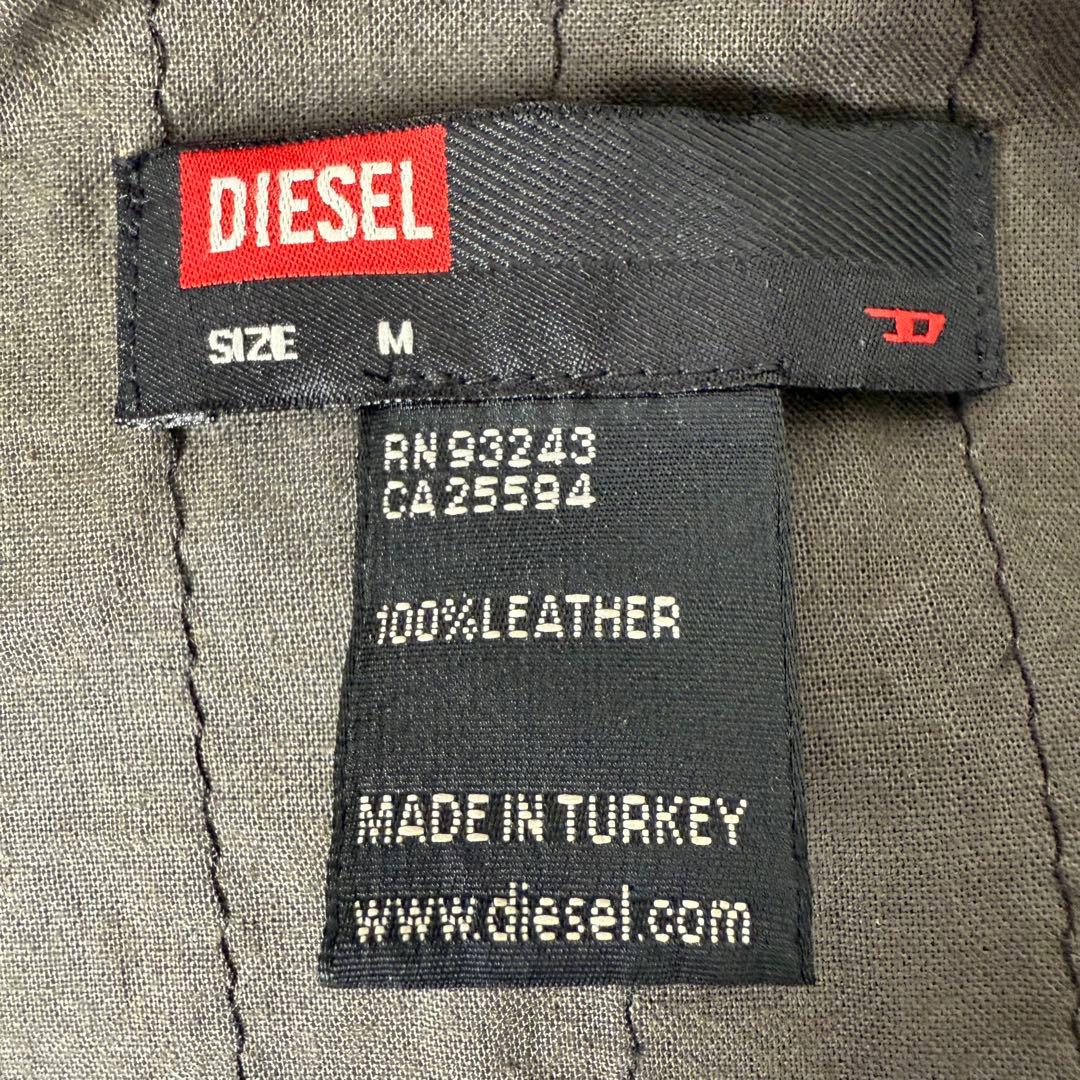 DIESEL
SIZE M
RN 93243
CA 25594
100% LEATHER
MADE IN TURKEY
www.diesel.com